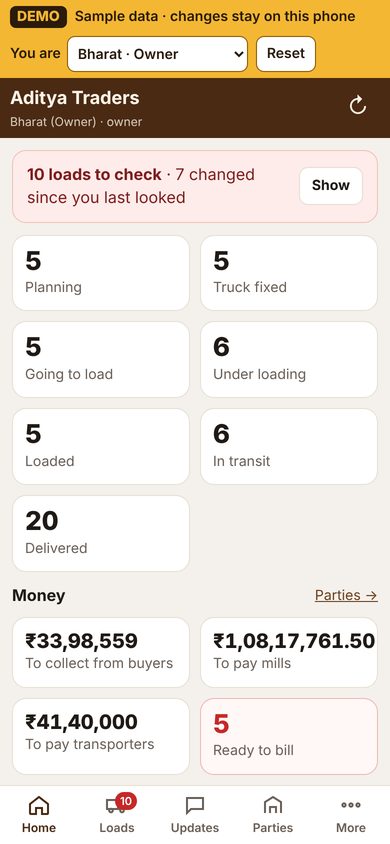 DEMO Sample data · changes stay on this phone
You are Bharat · Owner Reset
Aditya Traders
Bharat (Owner) · owner
10 loads to check · 7 changed
since you last looked
Show
5 5
Planning Truck fixed
5 6
Going to load Under loading
5 6
Loaded In transit
20
Delivered
Money Parties →
₹33,98,559 ₹1,08,17,761.50
To collect from buyers To pay mills
₹41,40,000 5
To pay transporters Ready to bill
10
Home Loads Updates Parties More